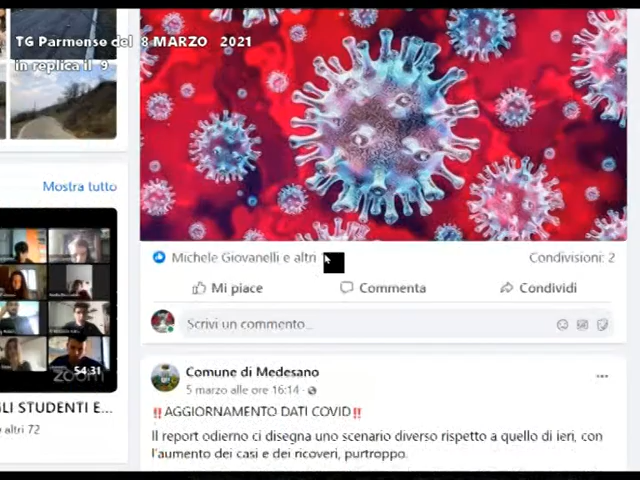 TG Parmense del 8 MARZO 2021
in replica il 9
Mostra tutto
54:31
zoom
GLI STUDENTI E...
altri 72
Michele Giovanelli e altri
Condivisioni: 2
Mi piace
Commenta
Condividi
Scrivi un commento...
Comune di Medesano
5 marzo alle ore 16:14 ·
‼AGGIORNAMENTO DATI COVID‼
Il report odierno ci disegna uno scenario diverso rispetto a quello di ieri, con
l'aumento dei casi e dei ricoveri, purtroppo.